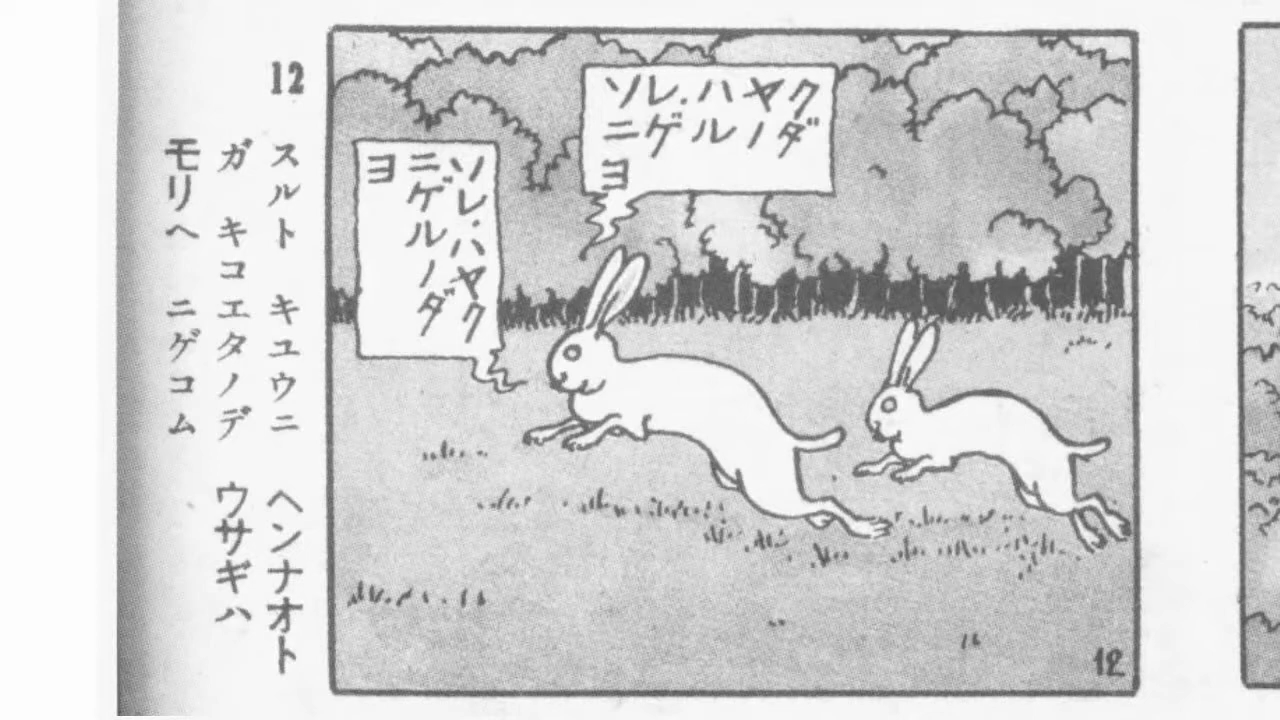 12
スルト キユウニ ヘンナオト
ガ キコエタノデ ウサギハ
モリヘ ニゲコム
ソレ.ハヤク
ニゲルノダ
ヨ
ソレ.ハヤク
ニゲルノダ
ヨ
12